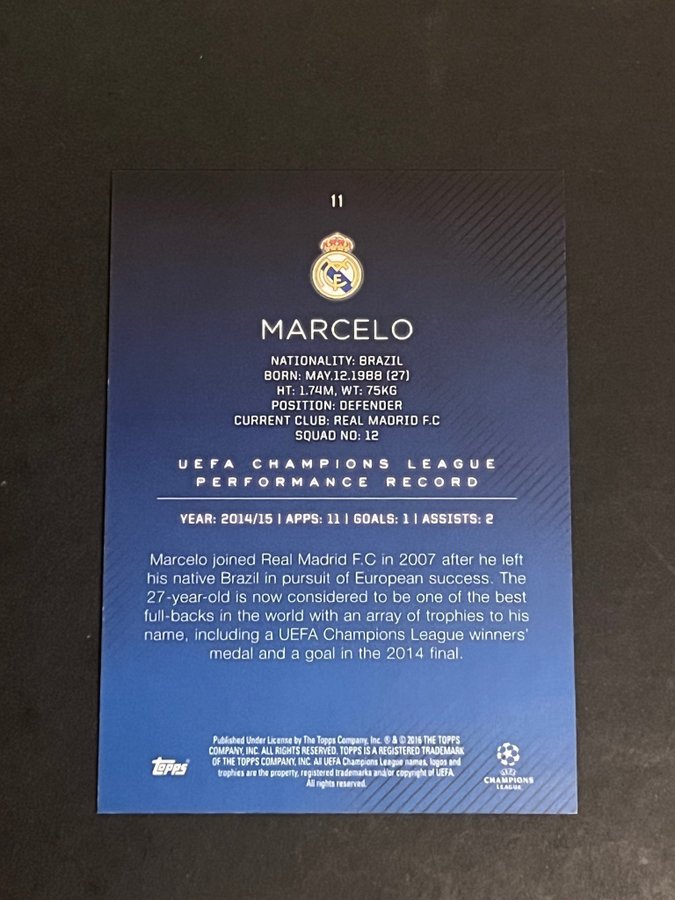 11
MARCELO
NATIONALITY: BRAZIL
BORN: MAY.12.1988 (27)
HT: 1.74M, WT: 75KG
POSITION: DEFENDER
CURRENT CLUB: REAL MADRID F.C
SQUAD NO: 12
UEFA CHAMPIONS LEAGUE
PERFORMANCE RECORD
YEAR: 2014/15 | APPS: 11 | GOALS: 1 | ASSISTS: 2
Marcelo joined Real Madrid F.C in 2007 after he left
his native Brazil in pursuit of European success. The
27-year-old is now considered to be one of the best
full-backs in the world with an array of trophies to his
name, including a UEFA Champions League winners'
medal and a goal in the 2014 final.
Published Under License by The Topps Company, Inc. ® & © 2016 THE TOPPS
COMPANY, INC. ALL RIGHTS RESERVED. TOPPS IS A REGISTERED TRADEMARK
OF THE TOPPS COMPANY, INC. All UEFA Champions League names, logos and
trophies are the property, registered trademarks and/or copyright of UEFA.
All rights reserved.
Topps
UEFA
CHAMPIONS
LEAGUE